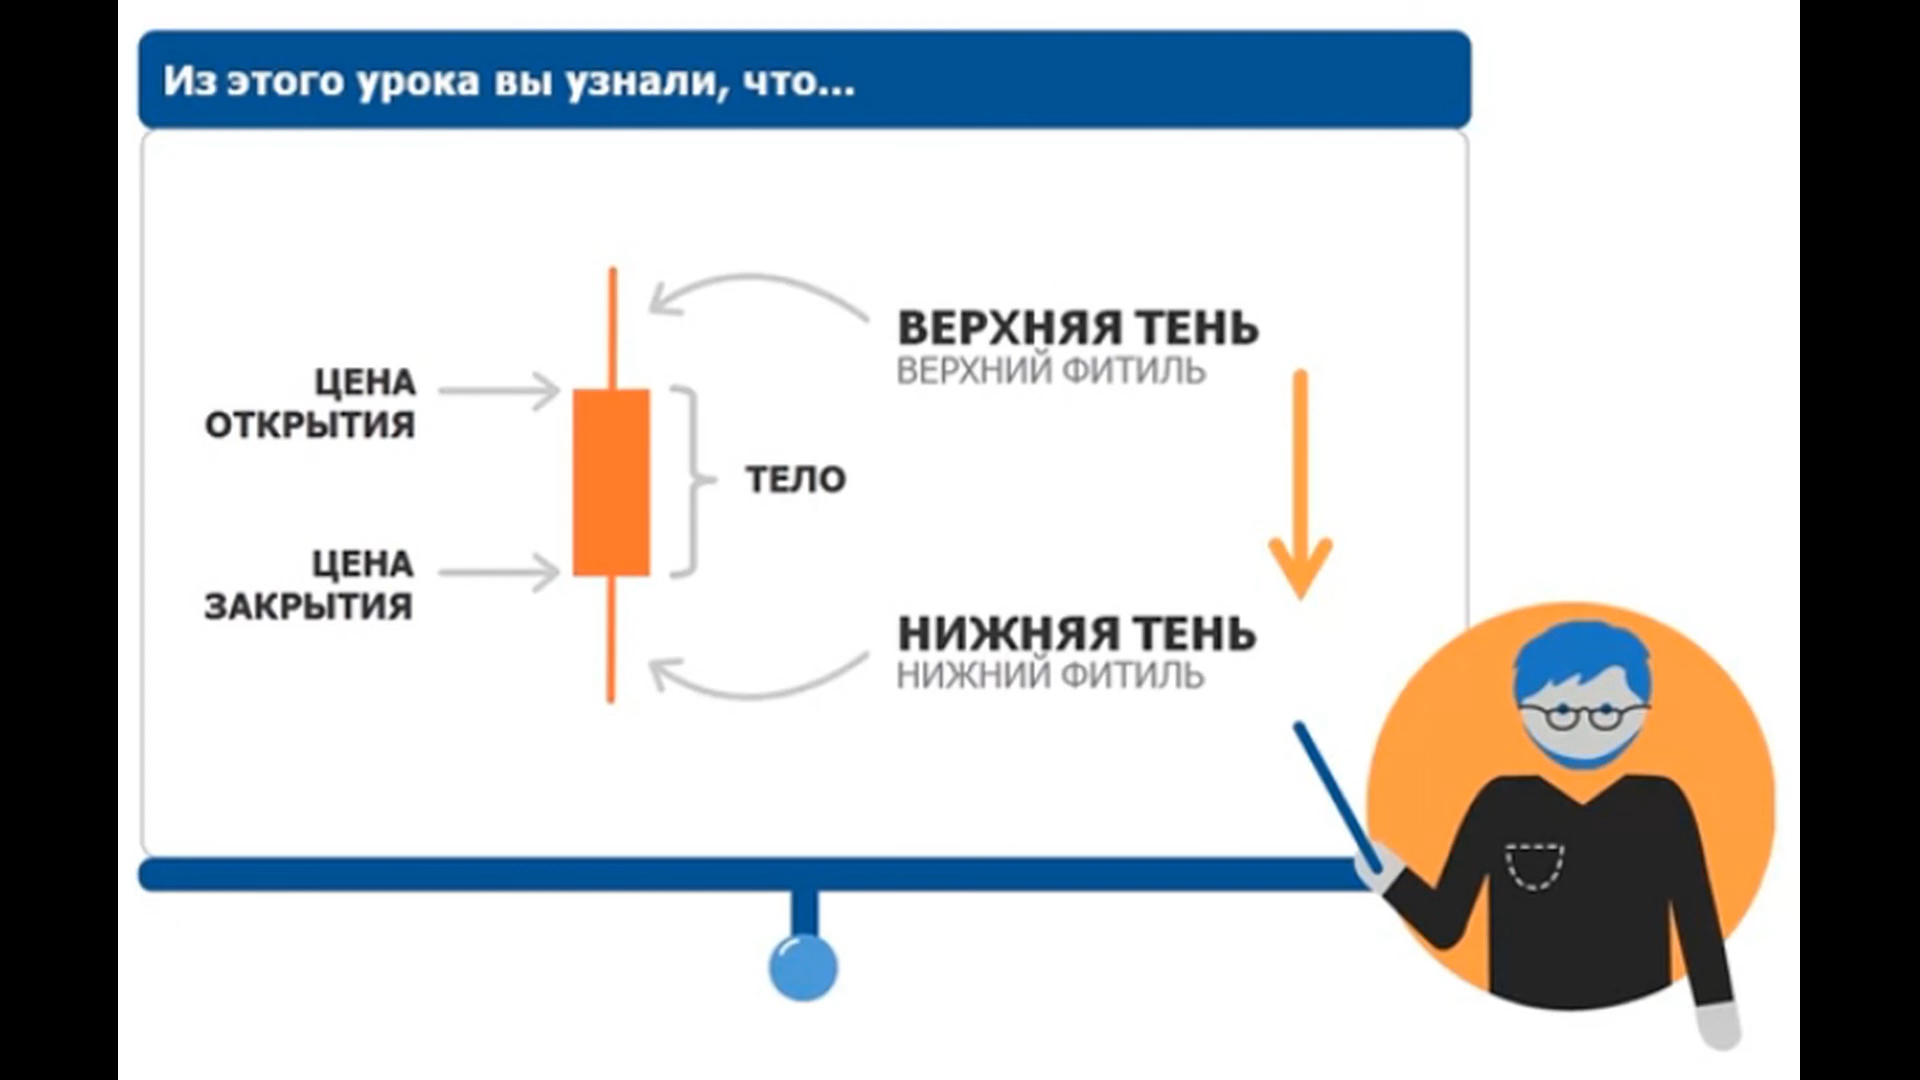 Из этого урока вы узнали, что...
ВЕРХНЯЯ ТЕНЬ
ВЕРХНИЙ ФИТИЛЬ
ЦЕНА
ОТКРЫТИЯ
ТЕЛО
ЦЕНА
ЗАКРЫТИЯ
НИЖНЯЯ ТЕНЬ
НИЖНИЙ ФИТИЛЬ